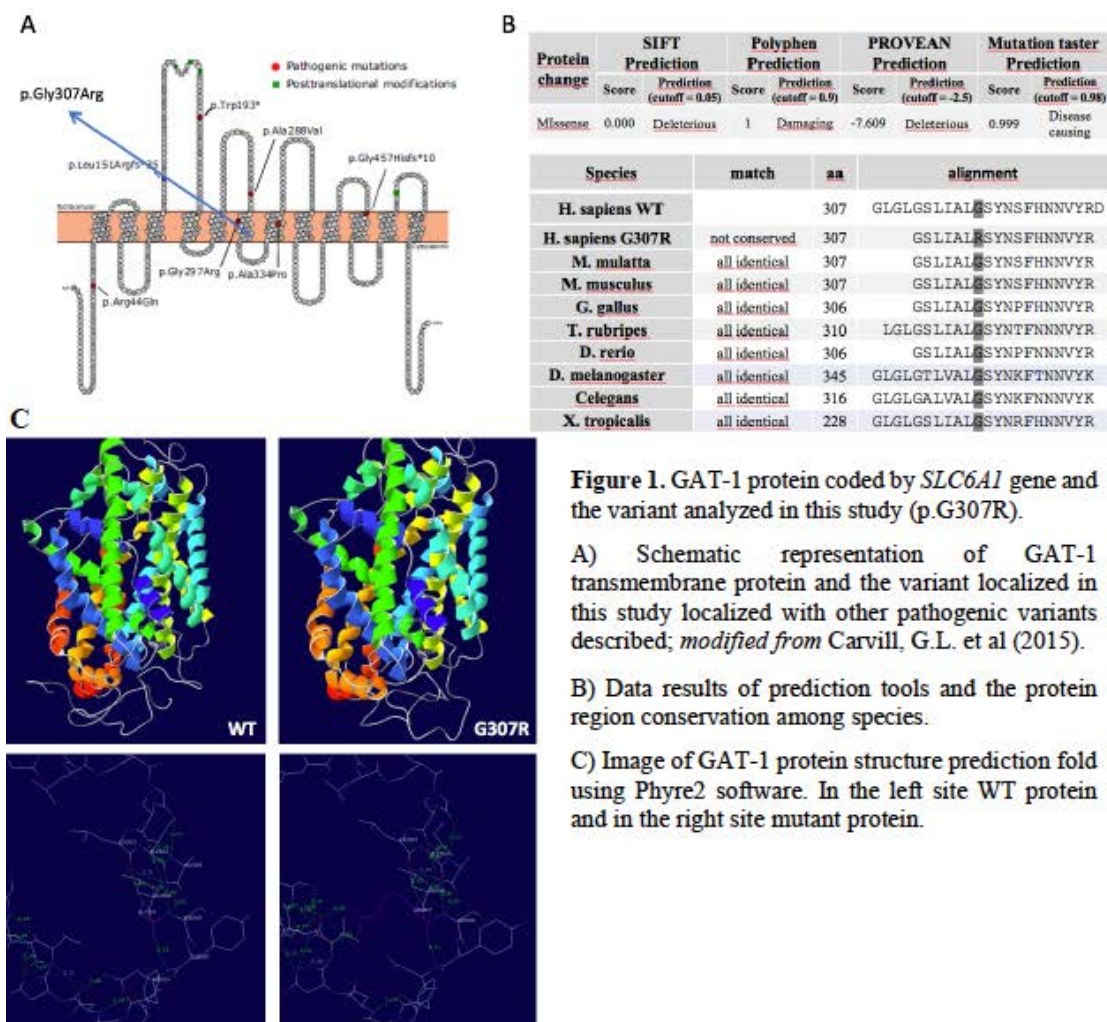 A
p.Gly307Arg
Pathogenic mutations
Posttranslational modifications
p.Trp193*
p.Ala288Val
p.Leu151Argfs*35
p.Gly457Hisfs*10
p.Gly297Arg
p.Ala334Pro
p.Arg44Gln
B
Protein change SIFT Prediction Polyphen Prediction PROVEAN Prediction Mutation taster Prediction
Score Prediction (cutoff = 0.05) Score Prediction (cutoff = 0.9) Score Prediction (cutoff = -2.5) Score Prediction (cutoff = 0.98)
MIssense 0.000 Deleterious 1 Damaging -7.609 Deleterious 0.999 Disease causing
Species match aa alignment
H. sapiens WT 307 GLGLGSLIALGSYNSFHNNVYRD
H. sapiens G307R not conserved 307 GSLIALRSYNSFHNNVYR
M. mulatta all identical 307 GSLIALGSYNSFHNNVYR
M. musculus all identical 307 GSLIALGSYNSFHNNVYR
G. gallus all identical 306 GSLIALGSYNPFHNNVYR
T. rubripes all identical 310 LGLGSLIALGSYNTFHNNVYR
D. rerio all identical 306 GSLIALGSYNPFNNNVYR
D. melanogaster all identical 345 GLGLGTLVALGSYNKFTNNVYK
Celegans all identical 316 GLGLGALVALGSYNKFNNNVYK
X. tropicalis all identical 228 GLGLGSLIALGSYNRFHNNVYR
C
WT
G307R
Figure 1. GAT-1 protein coded by SLC6A1 gene and
the variant analyzed in this study (p.G307R).
A) Schematic representation of GAT-1
transmembrane protein and the variant localized in
this study localized with other pathogenic variants
described; modified from Carvill, G.L. et al (2015).
B) Data results of prediction tools and the protein
region conservation among species.
C) Image of GAT-1 protein structure prediction fold
using Phyre2 software. In the left site WT protein
and in the right site mutant protein.